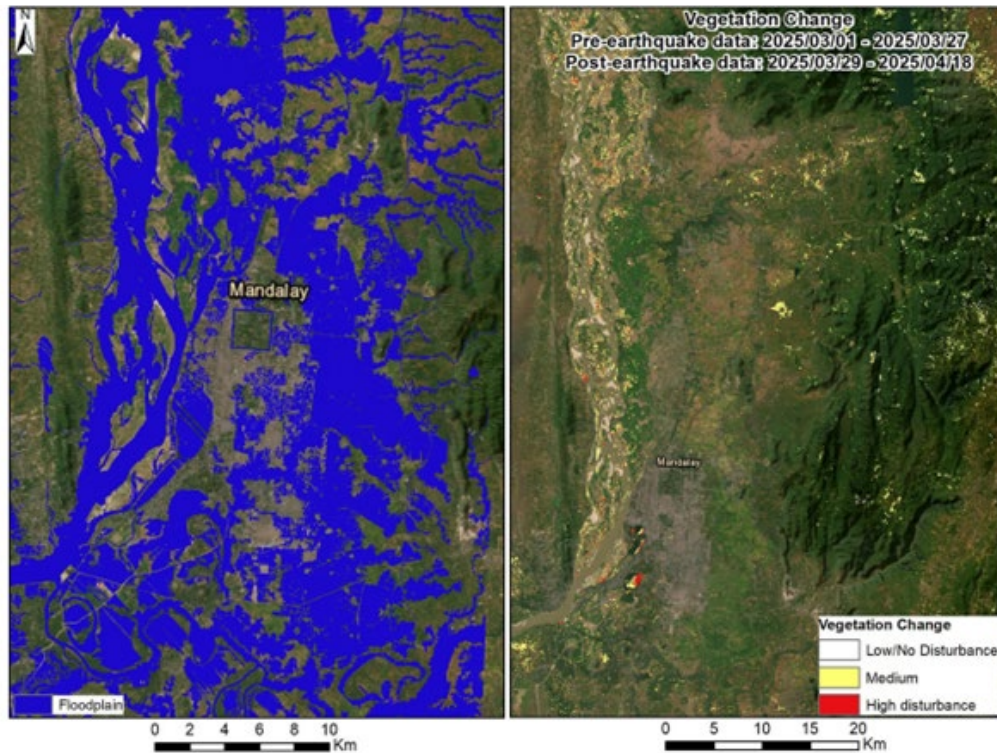 N
Mandalay
Floodplain
0 2 4 6 8 10
Km
Vegetation Change
Pre-earthquake data: 2025/03/01 - 2025/03/27
Post-earthquake data: 2025/03/29 - 2025/04/18
Mandalay
Vegetation Change
Low/No Disturbance
Medium
High disturbance
0 5 10 15 20
Km